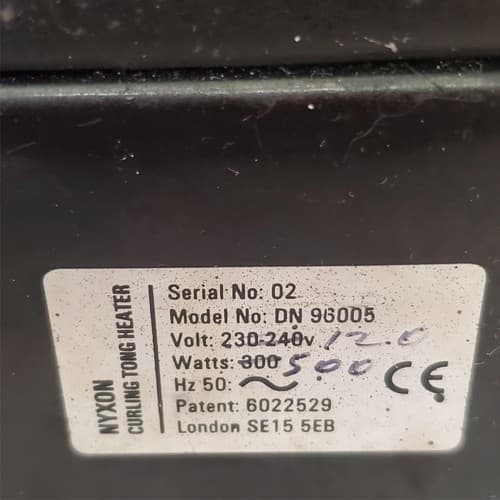 NYXON
CURLING TONG HEATER
Serial No: 02
Model No: DN 96005
Volt: 230-240v 120
Watts: 300 500
Hz 50: ~
Patent: 6022529
London SE15 5EB
CE